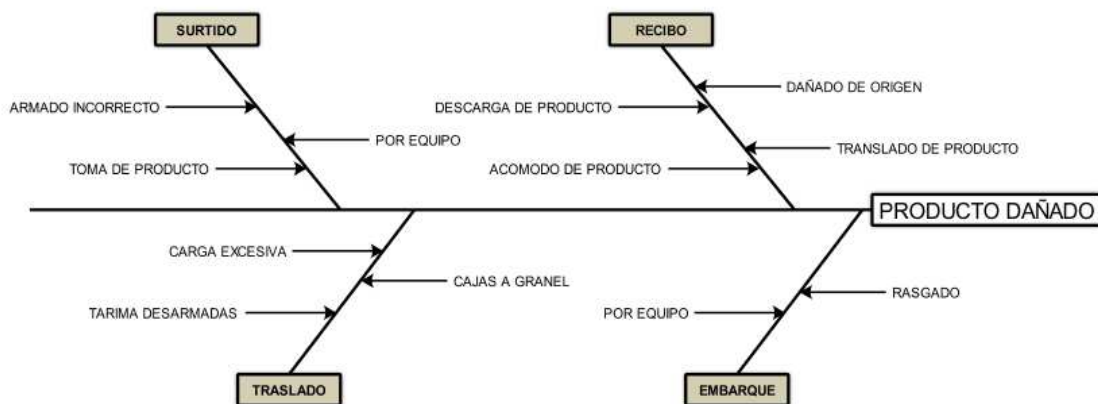 SURTIDO
RECIBO
DAÑADO DE ORIGEN
ARMADO INCORRECTO
DESCARGA DE PRODUCTO
POR EQUIPO
TRANSLADO DE PRODUCTO
TOMA DE PRODUCTO
ACOMODO DE PRODUCTO
PRODUCTO DAÑADO
CARGA EXCESIVA
CAJAS A GRANEL
RASGADO
TARIMA DESARMADAS
POR EQUIPO
TRASLADO
EMBARQUE